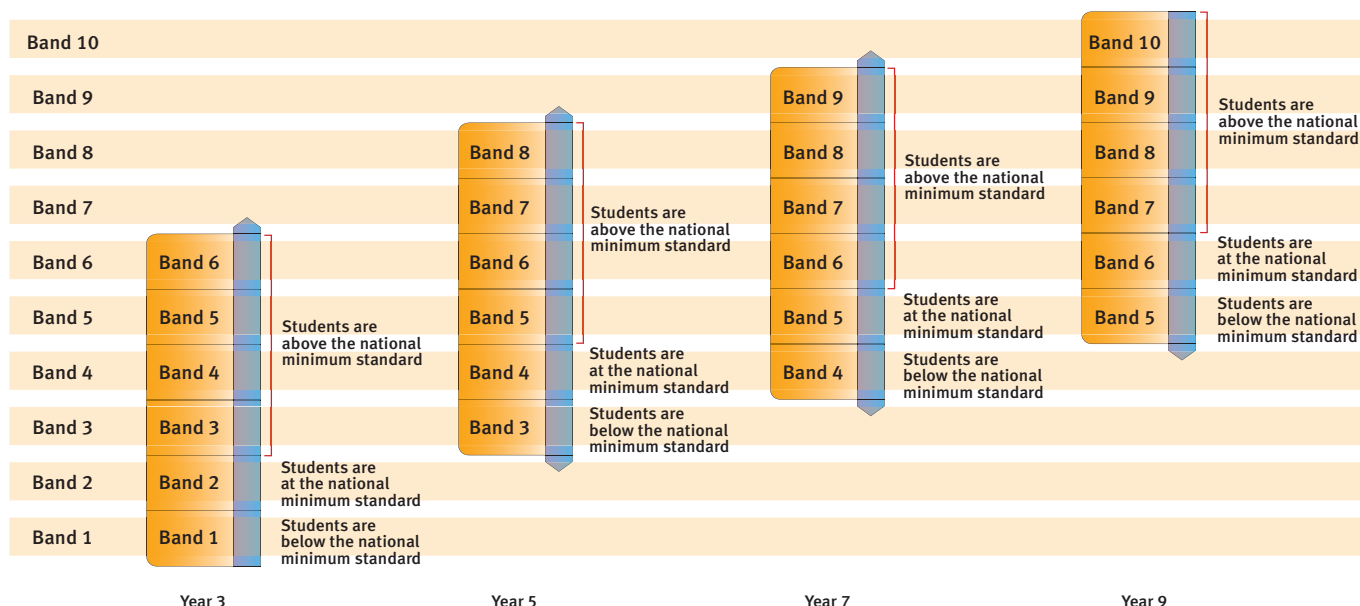 Band 10
Band 9
Band 8
Band 7
Band 6
Band 5
Band 4
Band 3
Band 2
Band 1
Band 6
Band 5
Band 4
Band 3
Band 2
Band 1
Students are
above the national
minimum standard
Students are
at the national
minimum standard
Students are
below the national
minimum standard
Year 3
Band 8
Band 7
Band 6
Band 5
Band 4
Band 3
Students are
above the national
minimum standard
Students are
at the national
minimum standard
Students are
below the national
minimum standard
Year 5
Band 9
Band 8
Band 7
Band 6
Band 5
Band 4
Students are
above the national
minimum standard
Students are
at the national
minimum standard
Students are
below the national
minimum standard
Year 7
Band 10
Band 9
Band 8
Band 7
Band 6
Band 5
Students are
above the national
minimum standard
Students are
at the national
minimum standard
Students are
below the national
minimum standard
Year 9